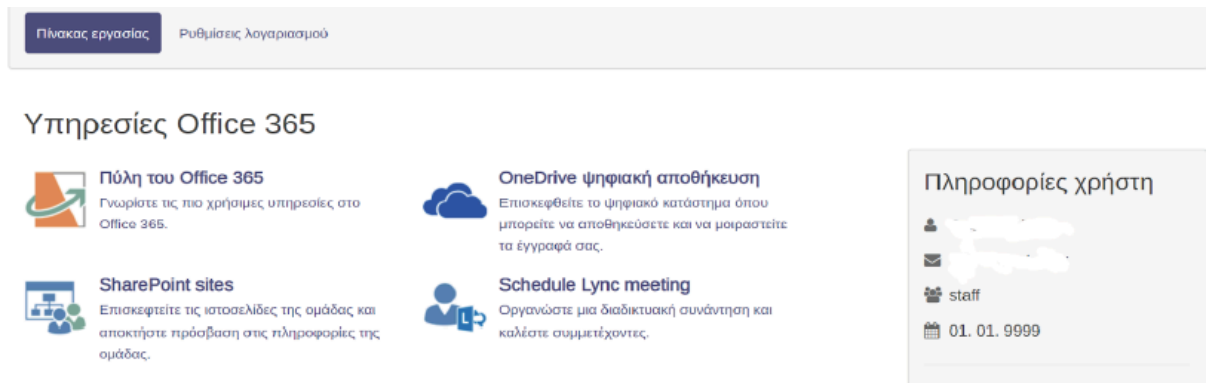 Πίνακας εργασίας
Ρυθμίσεις λογαριασμού
Υπηρεσίες Office 365
Πύλη του Office 365
Γνωρίστε τις πιο χρήσιμες υπηρεσίες στο
Office 365.
OneDrive ψηφιακή αποθήκευση
Επισκεφθείτε το ψηφιακό κατάστημα όπου
μπορείτε να αποθηκεύσετε και να μοιραστείτε
τα έγγραφά σας.
SharePoint sites
Επισκεφτείτε τις ιστοσελίδες της ομάδας και
αποκτήστε πρόσβαση στις πληροφορίες της
ομάδας.
Schedule Lync meeting
Οργανώστε μια διαδικτυακή συνάντηση και
καλέστε συμμετέχοντες.
Πληροφορίες χρήστη
staff
01. 01. 9999